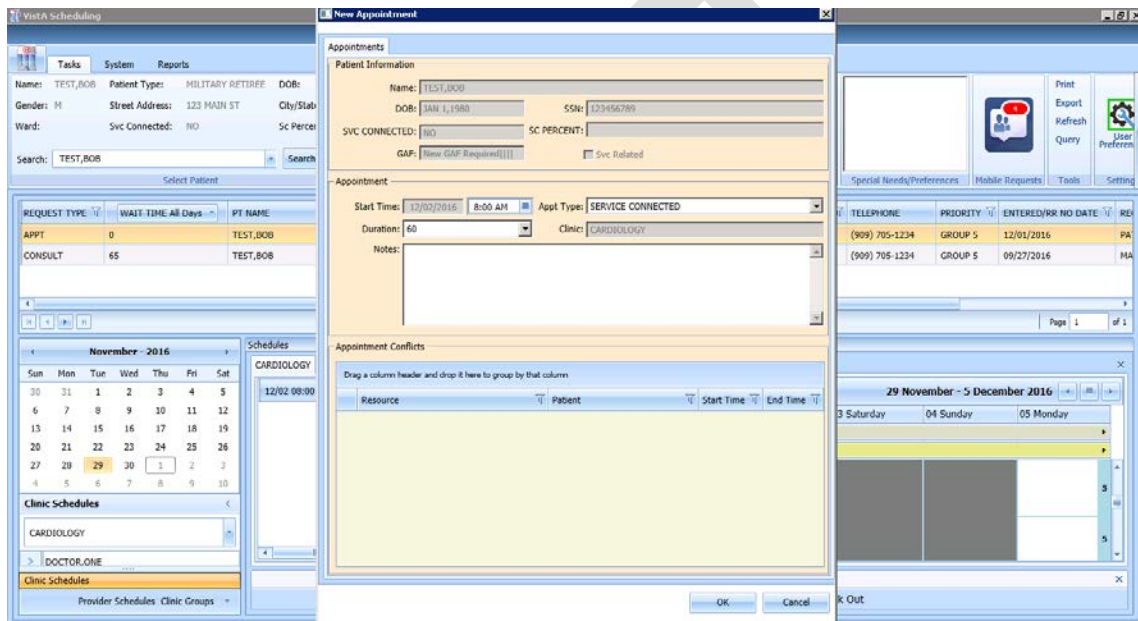 VistA Scheduling
New Appointment
Tasks System Reports
Name: TEST,BOB Patient Type: MILITARY RETIREE DOB:
Gender: M Street Address: 123 MAIN ST City/State
Ward: Svc Connected: NO Sc Percen
Search: TEST,BOB Search
Select Patient
Appointments
Patient Information
Name: TEST,BOB
DOB: JAN 1,1980 SSN: 123456789
SVC CONNECTED: NO SC PERCENT:
GAF: New GAF Required]||| Svc Related
Appointment
Start Time: 12/02/2016 8:00 AM Appt Type: SERVICE CONNECTED
Duration: 60 Clinic: CARDIOLOGY
Notes:
Appointment Conflicts
Drag a column header and drop it here to group by that column
Resource Patient Start Time End Time
OK Cancel
Print
Export
Refresh
Query
User
Preferen
Special Needs/Preferences Mobile Requests Tools Setting
REQUEST TYPE WAIT TIME All Days PT NAME TELEPHONE PRIORITY ENTERED/RR NO DATE RE
APPT 0 TEST,BOB (909) 705-1234 GROUP 5 12/01/2016 PA
CONSULT 65 TEST,BOB (909) 705-1234 GROUP 5 09/27/2016 MA
Page 1 of 1
November - 2016
Sun Mon Tue Wed Thu Fri Sat
30 31 1 2 3 4 5
6 7 8 9 10 11 12
13 14 15 16 17 18 19
20 21 22 23 24 25 26
27 28 29 30 1 2 3
4 5 6 7 8 9 10
Clinic Schedules
CARDIOLOGY
DOCTOR,ONE
Clinic Schedules
Provider Schedules Clinic Groups
Schedules
CARDIOLOGY
12/02 08:00
29 November - 5 December 2016
3 Saturday 04 Sunday 05 Monday
5
5
k Out